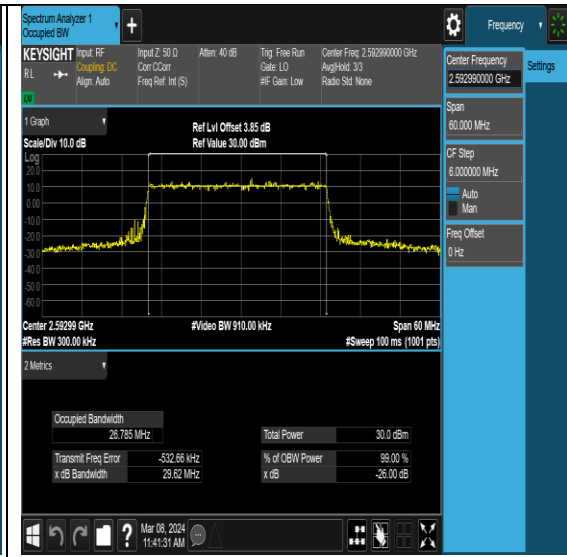 Spectrum Analyzer 1
Occupied BW
Frequency
KEYSIGHT
RL
Input: RF
Coupling: DC
Align: Auto
Input Z: 50 Ω
Corr CCorr
Freq Ref: Int (S)
Atten: 40 dB
Trig: Free Run
Gate: LO
#IF Gain: Low
Center Freq: 2.592990000 GHz
Avg|Hold: 3/3
Radio Std: None
Center Frequency
2.592990000 GHz
Settings
Span
60.000 MHz
CF Step
6.000000 MHz
Auto
Man
Freq Offset
0 Hz
1 Graph
Scale/Div 10.0 dB
Ref Lvl Offset 3.85 dB
Ref Value 30.00 dBm
Log
20.0
10.0
0.00
-10.0
-20.0
-30.0
-40.0
-50.0
-60.0
Center 2.59299 GHz
#Video BW 910.00 kHz
Span 60 MHz
#Res BW 300.00 kHz
#Sweep 100 ms (1001 pts)
2 Metrics
Occupied Bandwidth
26.785 MHz
Total Power
30.0 dBm
Transmit Freq Error
-532.66 kHz
% of OBW Power
99.00 %
x dB Bandwidth
29.62 MHz
x dB
-26.00 dB
?
Mar 08, 2024
11:41:31 AM